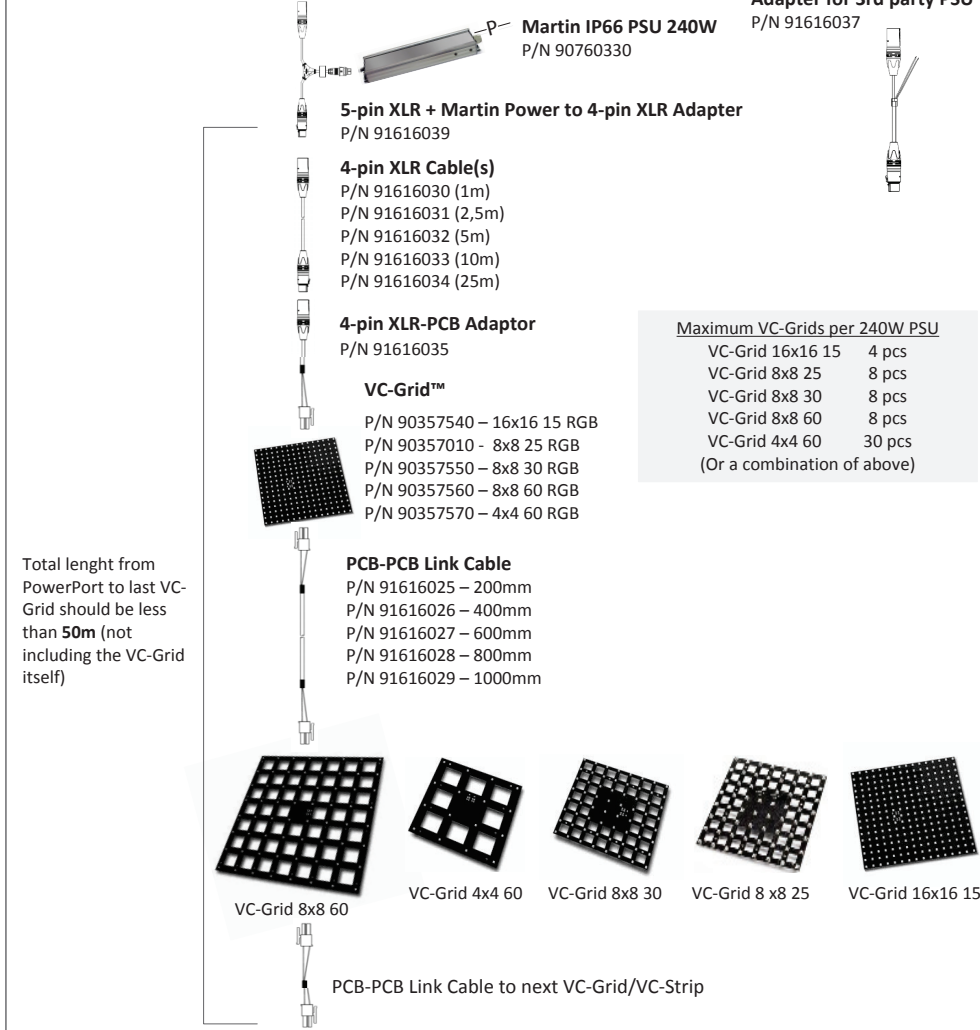 Adapter for 3rd party PSU
P/N 91616037
P
Martin IP66 PSU 240W
P/N 90760330
5-pin XLR + Martin Power to 4-pin XLR Adapter
P/N 91616039
4-pin XLR Cable(s)
P/N 91616030 (1m)
P/N 91616031 (2,5m)
P/N 91616032 (5m)
P/N 91616033 (10m)
P/N 91616034 (25m)
4-pin XLR-PCB Adaptor
P/N 91616035
Maximum VC-Grids per 240W PSU
VC-Grid 16x16 15 4 pcs
VC-Grid 8x8 25 8 pcs
VC-Grid 8x8 30 8 pcs
VC-Grid 8x8 60 8 pcs
VC-Grid 4x4 60 30 pcs
(Or a combination of above)
VC-Grid™
P/N 90357540 – 16x16 15 RGB
P/N 90357010 - 8x8 25 RGB
P/N 90357550 – 8x8 30 RGB
P/N 90357560 – 8x8 60 RGB
P/N 90357570 – 4x4 60 RGB
Total lenght from
PowerPort to last VC-
Grid should be less
than 50m (not
including the VC-Grid
itself)
PCB-PCB Link Cable
P/N 91616025 – 200mm
P/N 91616026 – 400mm
P/N 91616027 – 600mm
P/N 91616028 – 800mm
P/N 91616029 – 1000mm
VC-Grid 8x8 60
VC-Grid 4x4 60
VC-Grid 8x8 30
VC-Grid 8 x8 25
VC-Grid 16x16 15
PCB-PCB Link Cable to next VC-Grid/VC-Strip